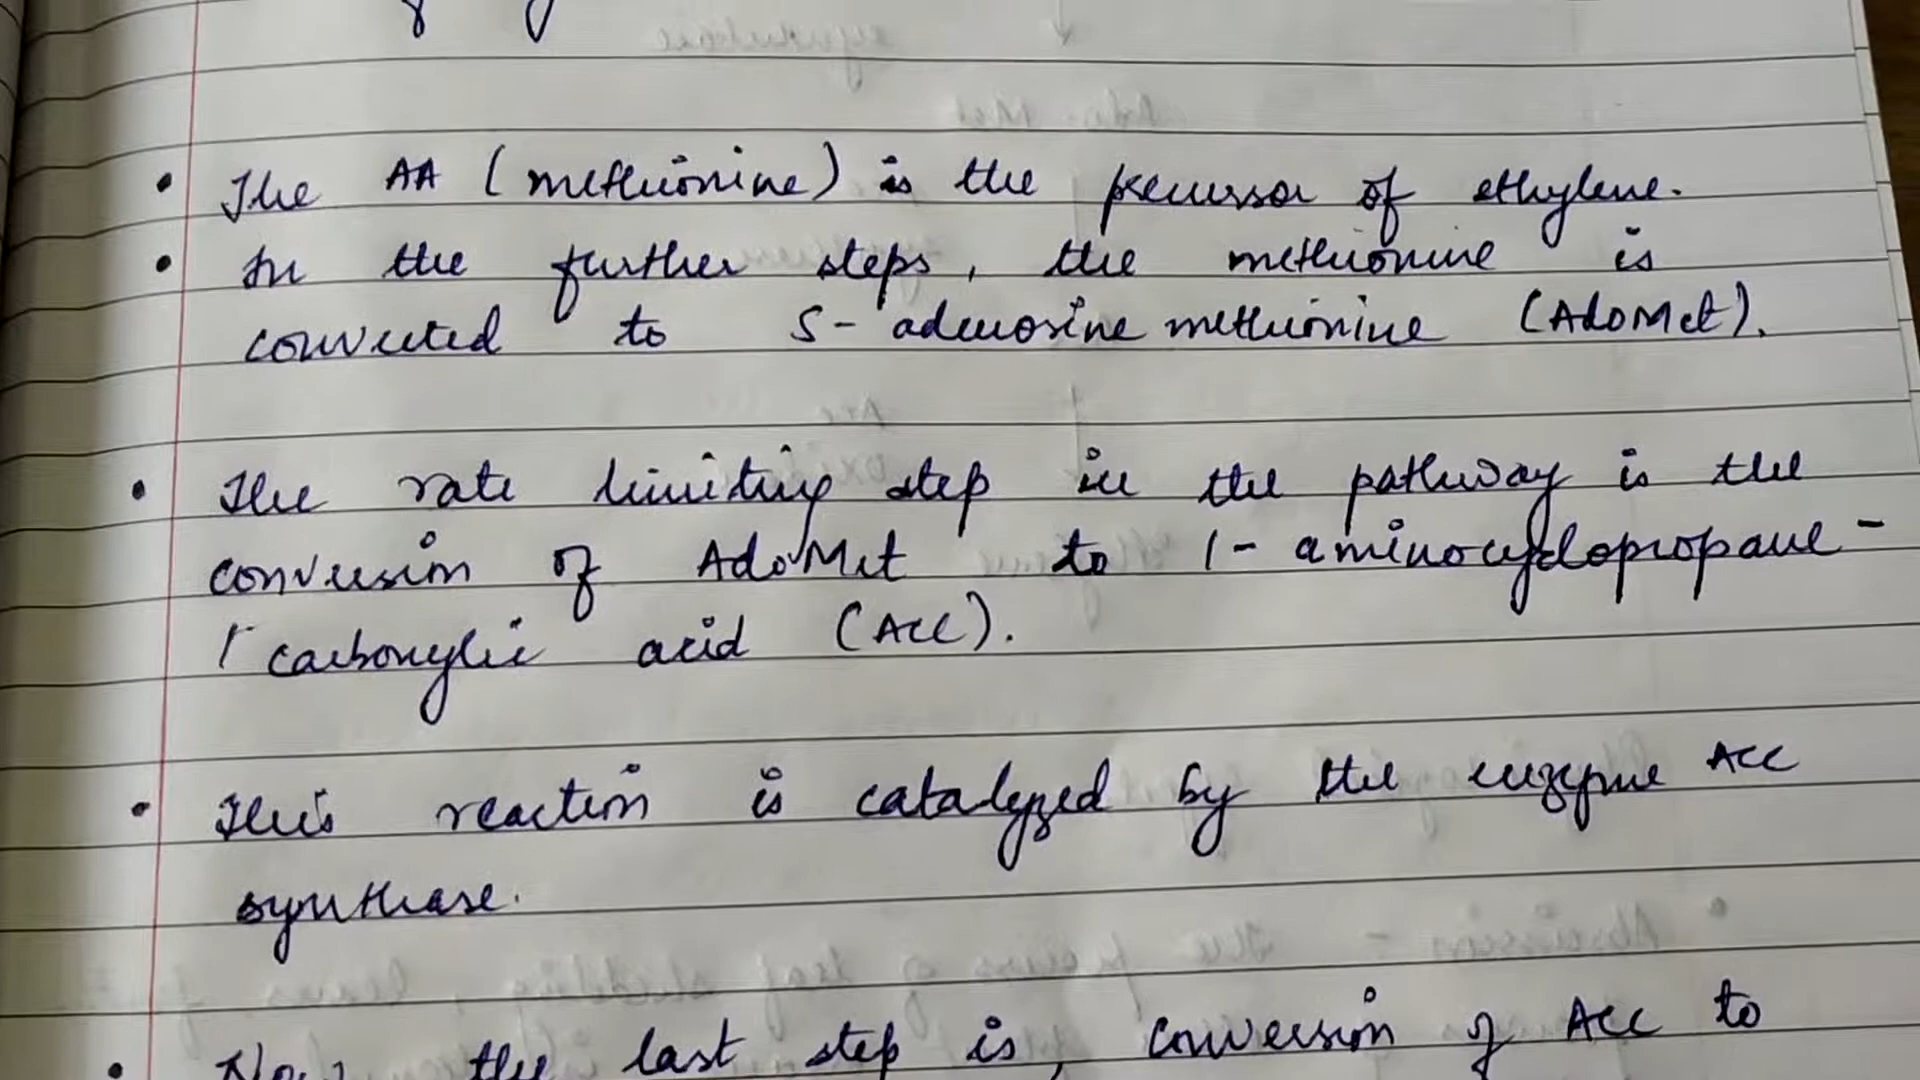 • The AA (methionine) is the precursor of ethylene.
• In the further steps, the methionine is
converted to S-adenosine methionine (AdoMet).
• The rate limiting step in the pathway is the
conversion of AdoMet to 1-aminocyclopropane-
1-carboxylic acid (ACC).
• This reaction is catalyzed by the enzyme ACC
synthase.
• Now, the last step is, conversion of ACC to